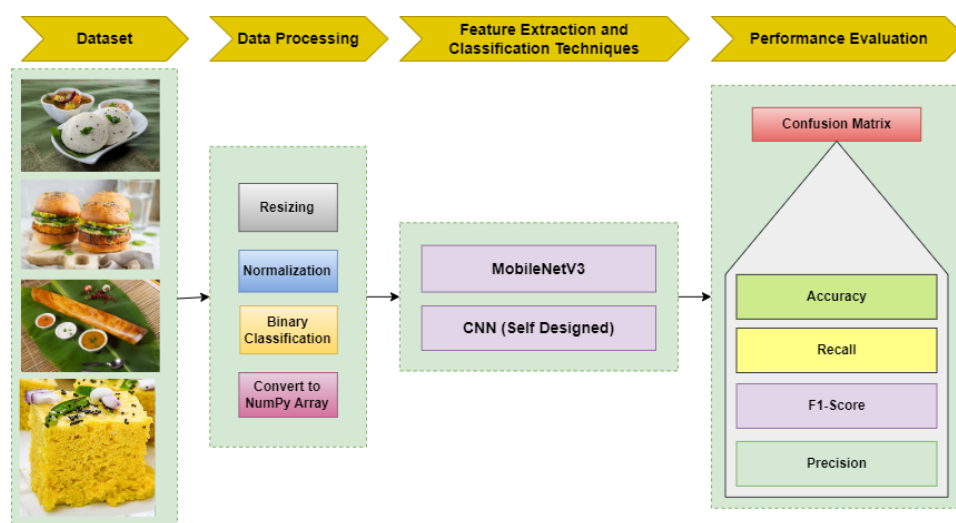 Dataset
Data Processing
Feature Extraction and
Classification Techniques
Performance Evaluation
Resizing
Normalization
Binary
Classification
Convert to
NumPy Array
MobileNetV3
CNN (Self Designed)
Confusion Matrix
Accuracy
Recall
F1-Score
Precision